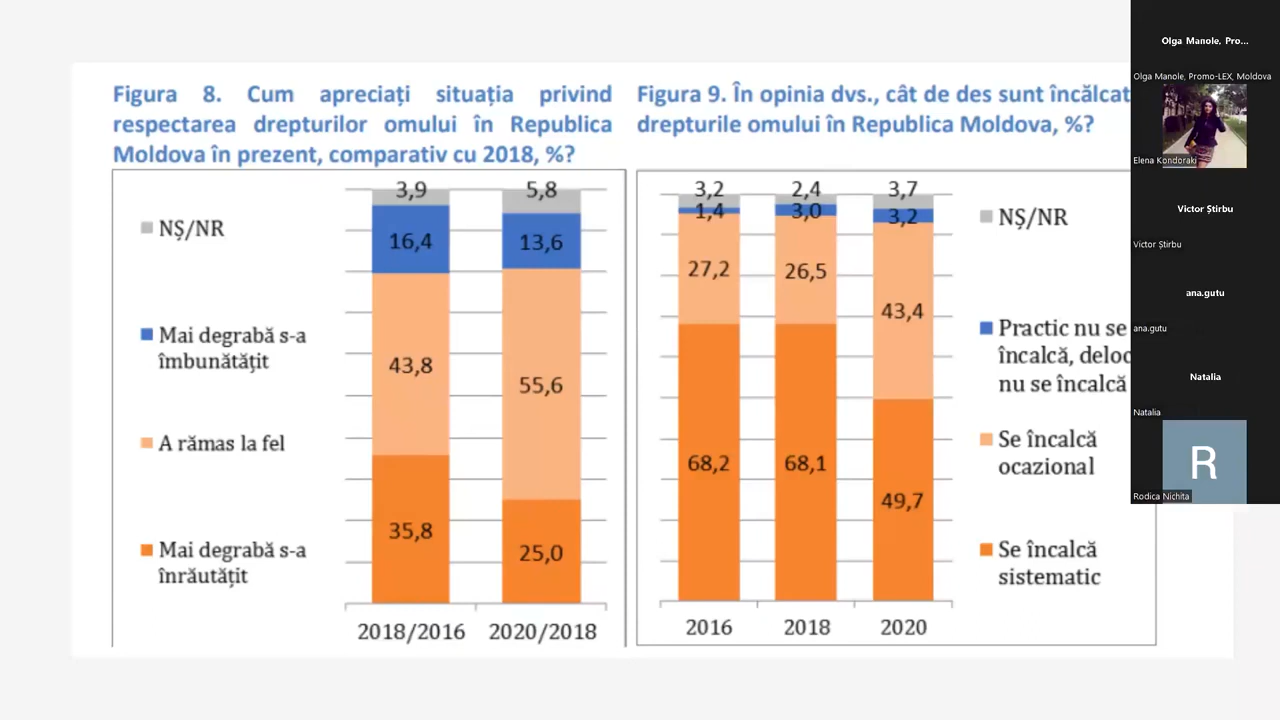 Figura 8. Cum apreciați situația privind
respectarea drepturilor omului în Republica
Moldova în prezent, comparativ cu 2018, %?
NȘ/NR
Mai degrabă s-a
îmbunătățit
A rămas la fel
Mai degrabă s-a
înrăutățit
3,9
16,4
43,8
35,8
5,8
13,6
55,6
25,0
2018/2016
2020/2018
Figura 9. În opinia dvs., cât de des sunt încălcat
drepturile omului în Republica Moldova, %?
3,2
1,4
27,2
68,2
2,4
3,0
26,5
68,1
3,7
3,2
43,4
49,7
2016
2018
2020
NȘ/NR
Practic nu se
încalcă, deloc
nu se încalcă
Se încalcă
ocazional
Se încalcă
sistematic
Olga Manole, Pro...
Olga Manole, Promo-LEX, Moldova
Elena Kondoraki
Victor Știrbu
Victor Știrbu
ana.gutu
ana.gutu
Natalia
Natalia
R
Rodica Nichita